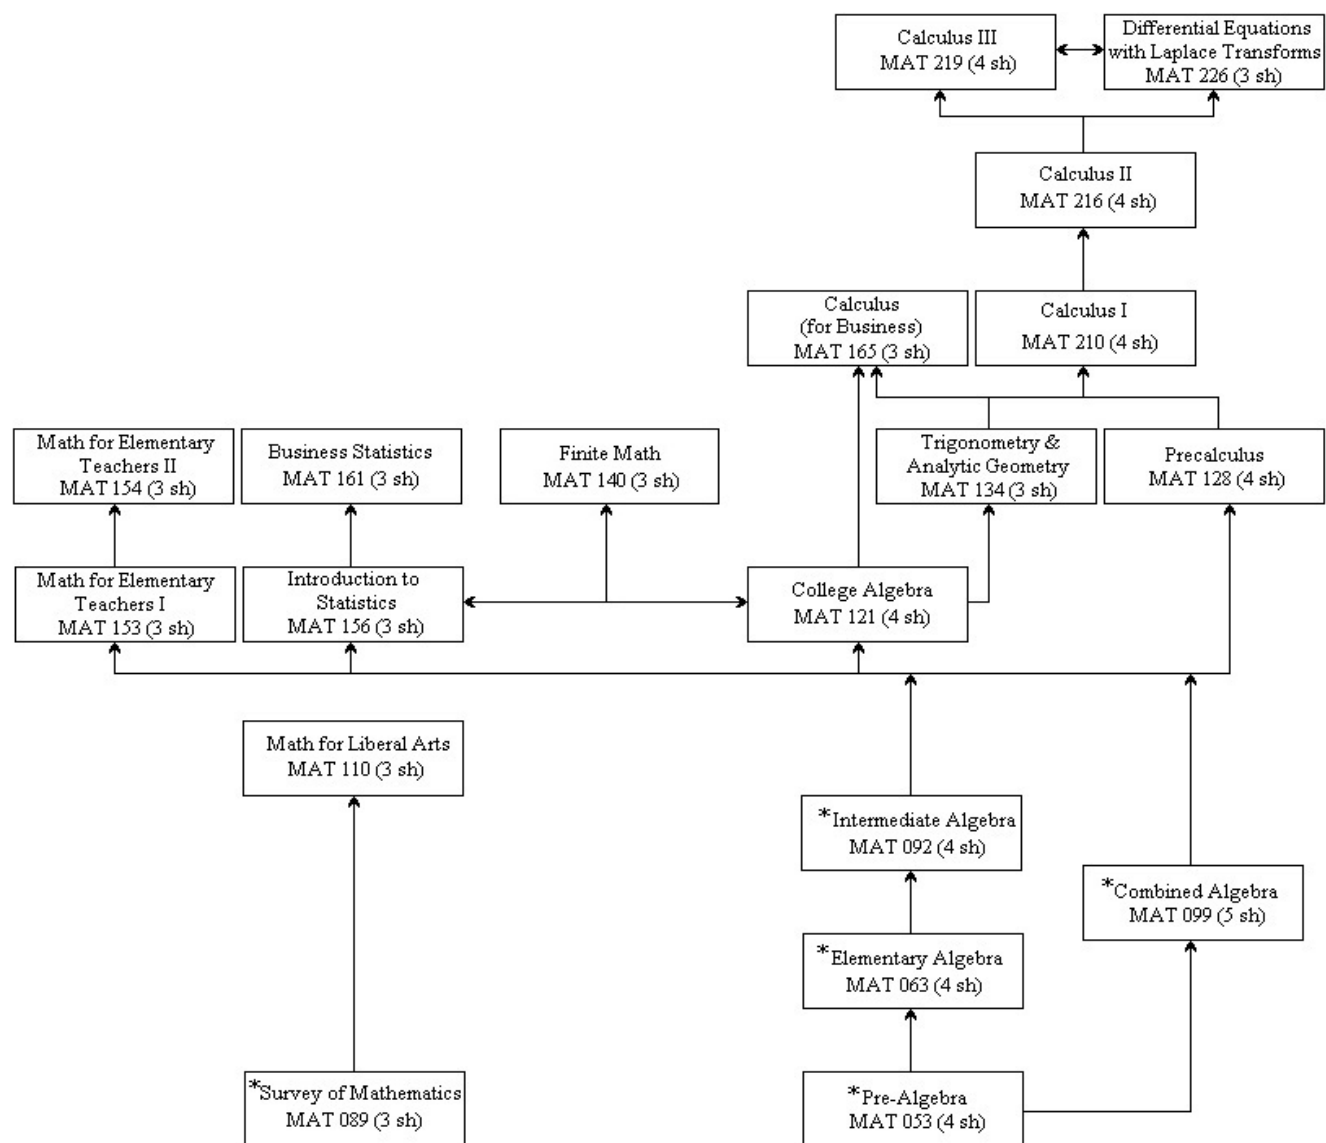 Calculus III
MAT 219 (4 sh)
Differential Equations
with Laplace Transforms
MAT 226 (3 sh)
Calculus II
MAT 216 (4 sh)
Calculus
(for Business)
MAT 165 (3 sh)
Calculus I
MAT 210 (4 sh)
Math for Elementary
Teachers II
MAT 154 (3 sh)
Business Statistics
MAT 161 (3 sh)
Finite Math
MAT 140 (3 sh)
Trigonometry &
Analytic Geometry
MAT 134 (3 sh)
Precalculus
MAT 128 (4 sh)
Math for Elementary
Teachers I
MAT 153 (3 sh)
Introduction to
Statistics
MAT 156 (3 sh)
College Algebra
MAT 121 (4 sh)
Math for Liberal Arts
MAT 110 (3 sh)
*Intermediate Algebra
MAT 092 (4 sh)
*Combined Algebra
MAT 099 (5 sh)
*Elementary Algebra
MAT 063 (4 sh)
*Survey of Mathematics
MAT 089 (3 sh)
*Pre-Algebra
MAT 053 (4 sh)